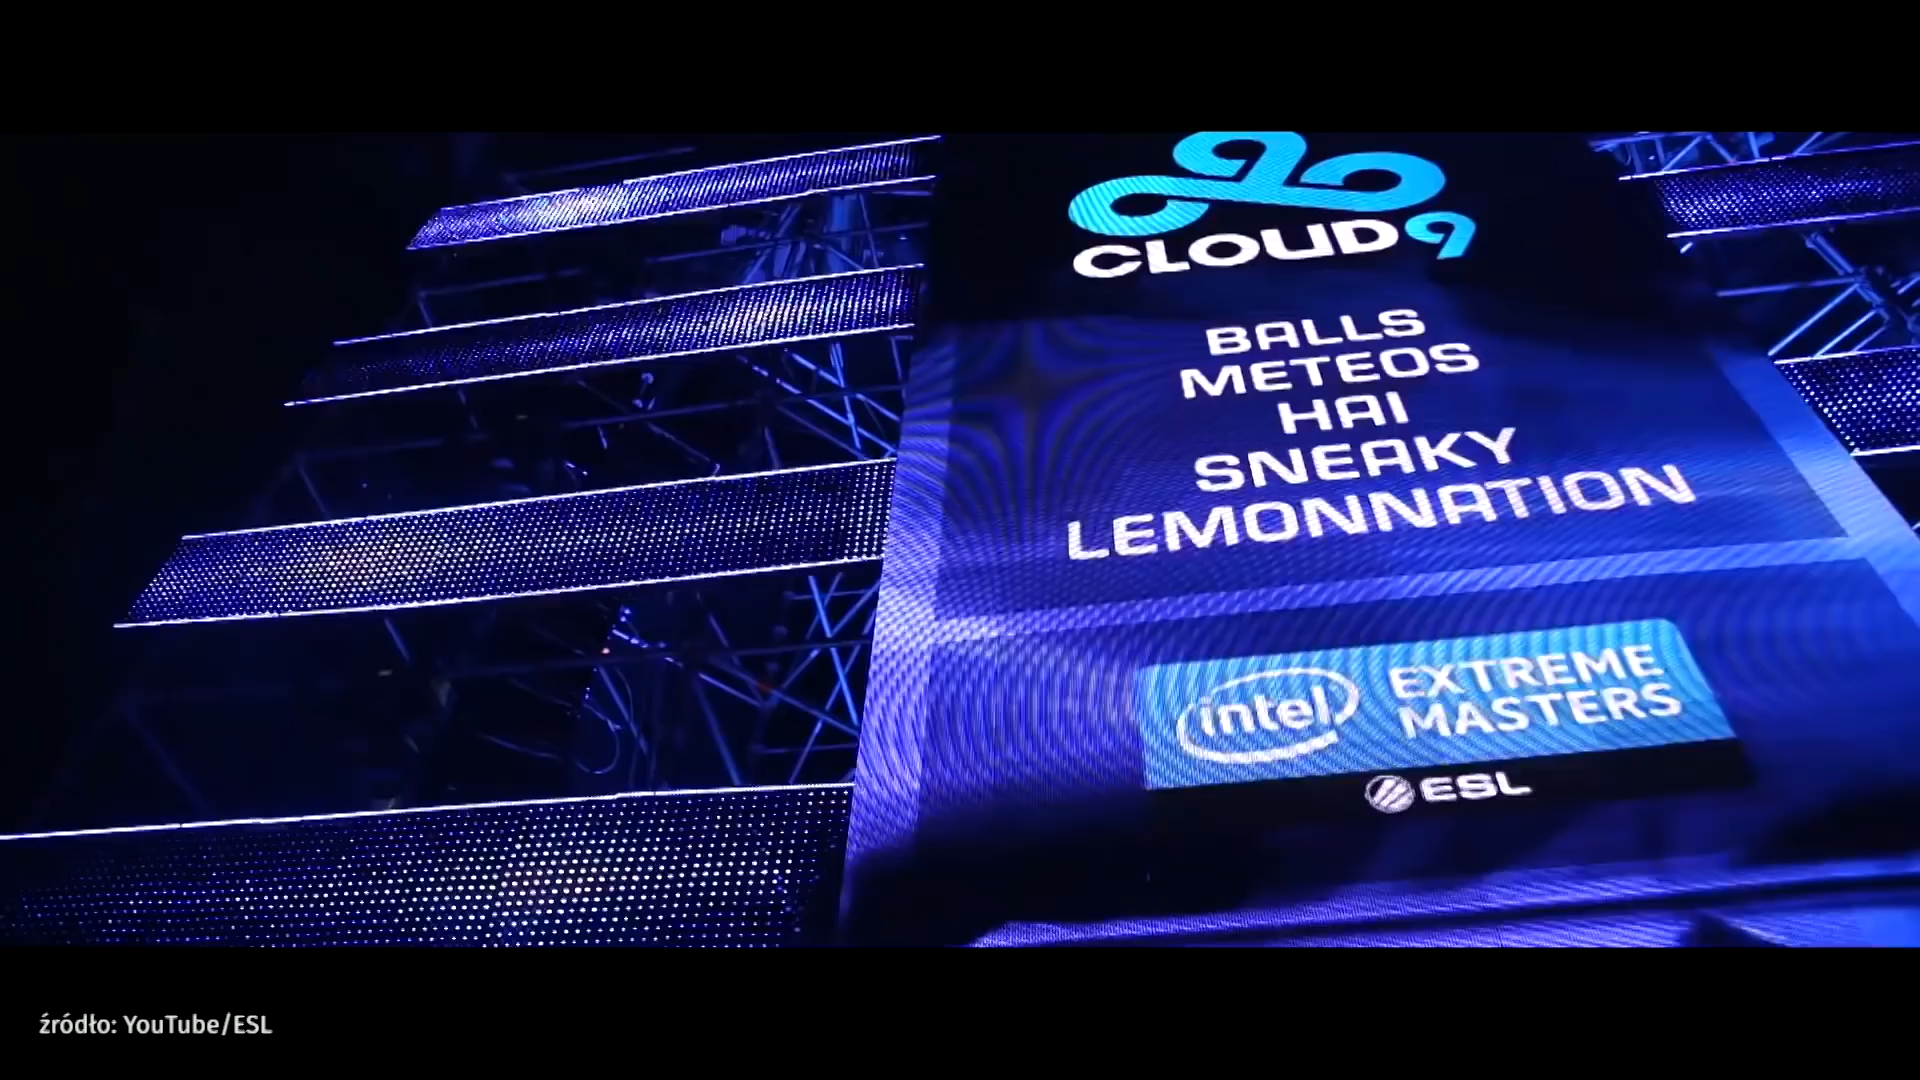 CLOUD9
BALLS
METEOS
HAI
SNEAKY
LEMONNATION
intel EXTREME
MASTERS
ESL
źródło: YouTube/ESL